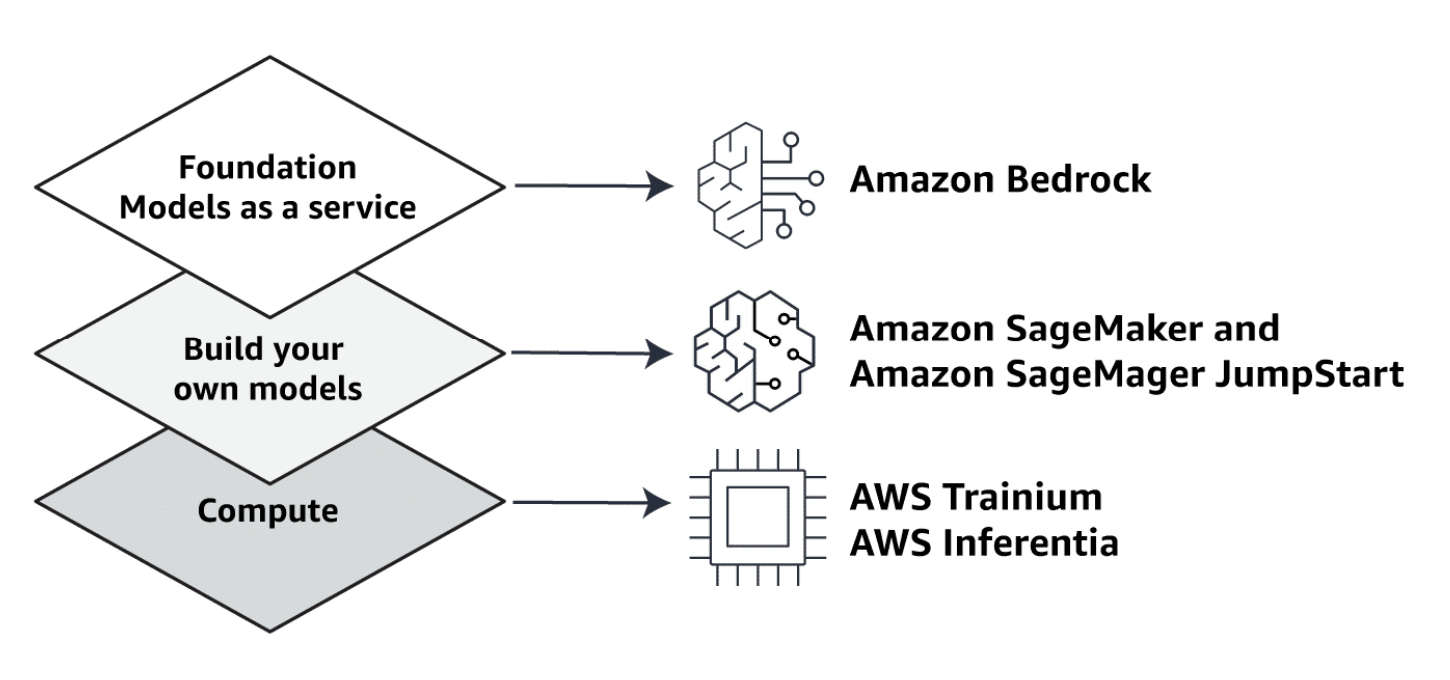 Foundation
Models as a service
Amazon Bedrock
Build your
own models
Amazon SageMaker and
Amazon SageMager JumpStart
Compute
AWS Trainium
AWS Inferentia